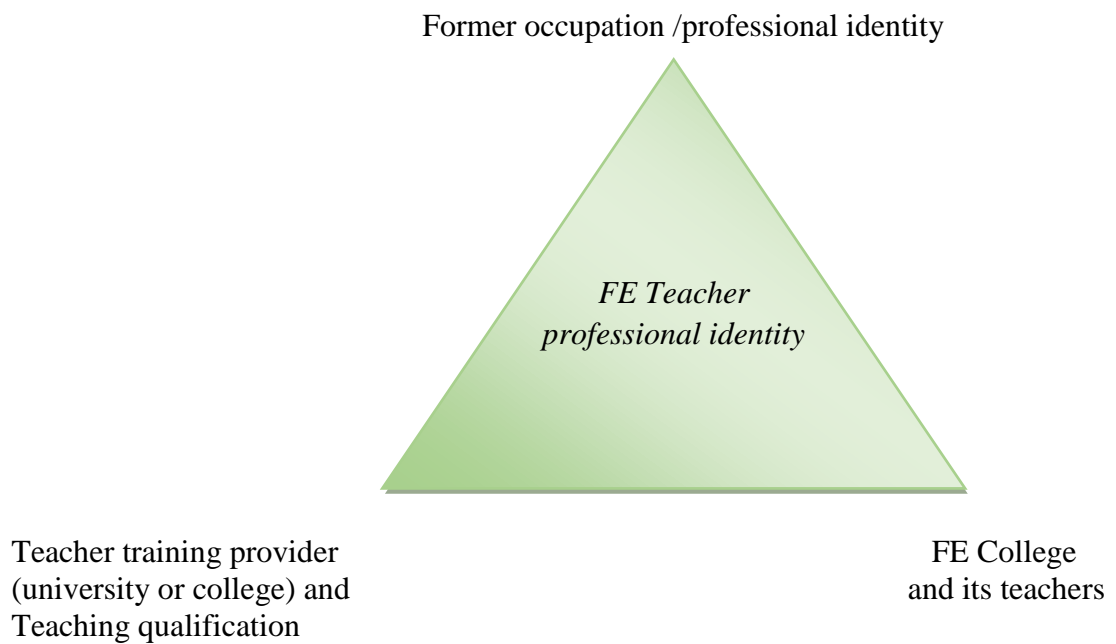 Former occupation /professional identity
FE Teacher
professional identity
Teacher training provider
(university or college) and
Teaching qualification
FE College
and its teachers